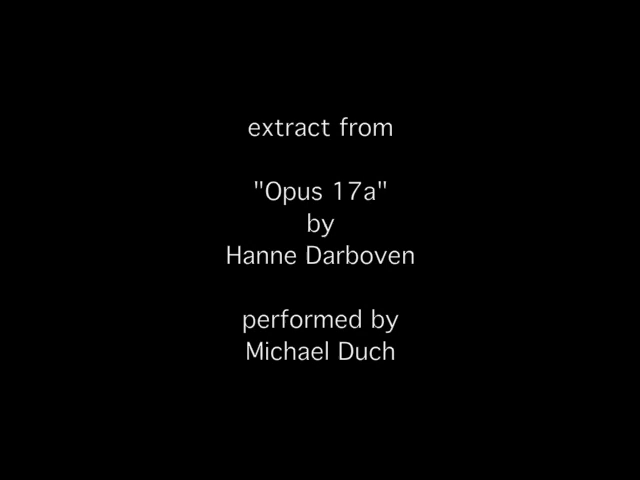 extract from
"Opus 17a"
by
Hanne Darboven
performed by
Michael Duch